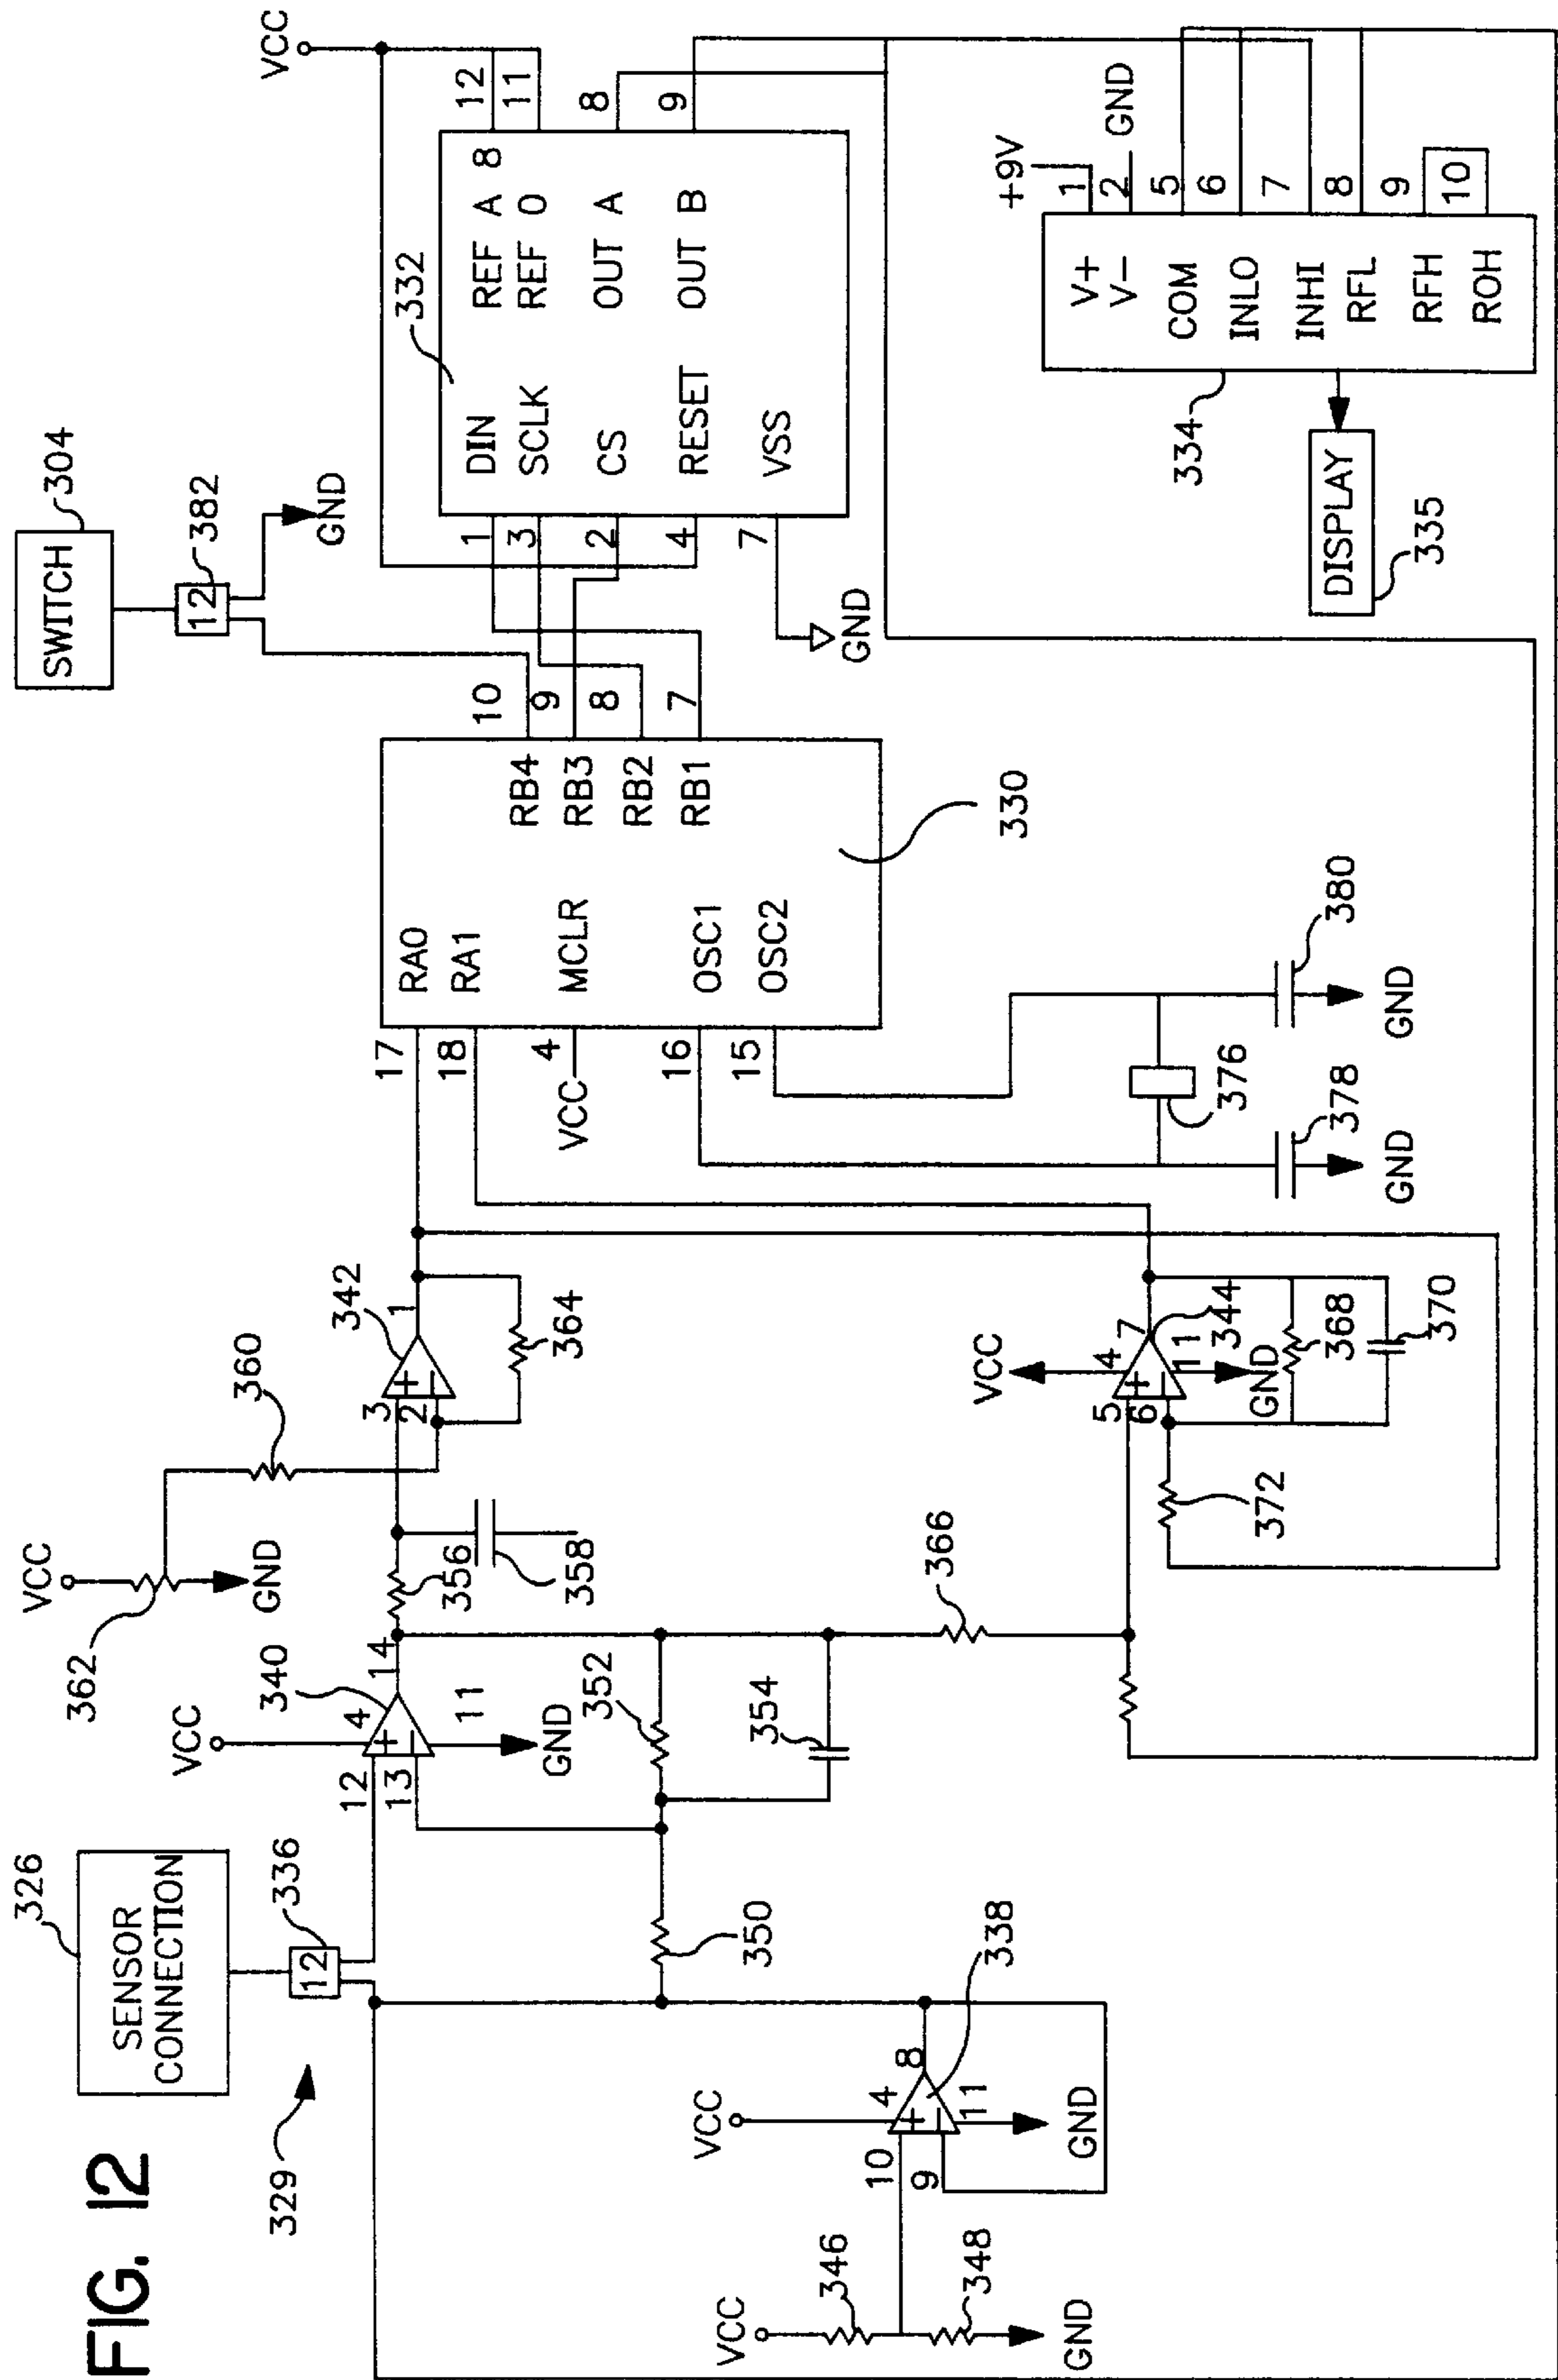 FIG. 12
329
326
SENSOR
CONNECTION
336
12
VCC
340
4
12
13
14
11
GND
VCC
362
GND
360
356
358
342
3
2
1
364
350
352
354
366
VCC
346
348
GND
VCC
10
9
4
8
11
338
GND
VCC
5
6
4
7
11
344
GND
368
370
372
SWITCH
304
12
382
GND
17
18
VCC
4
16
15
RA0
RA1
MCLR
OSC1
OSC2
RB4
RB3
RB2
RB1
10
9
8
7
330
376
378
GND
380
GND
VCC
1
3
2
4
7
GND
DIN
SCLK
CS
RESET
VSS
332
REF A 8
REF 0
OUT A
OUT B
12
11
8
9
+9V
1
2
GND
5
6
7
8
9
10
V+
V-
COM
INLO
INHI
RFL
RFH
ROH
334
DISPLAY
335